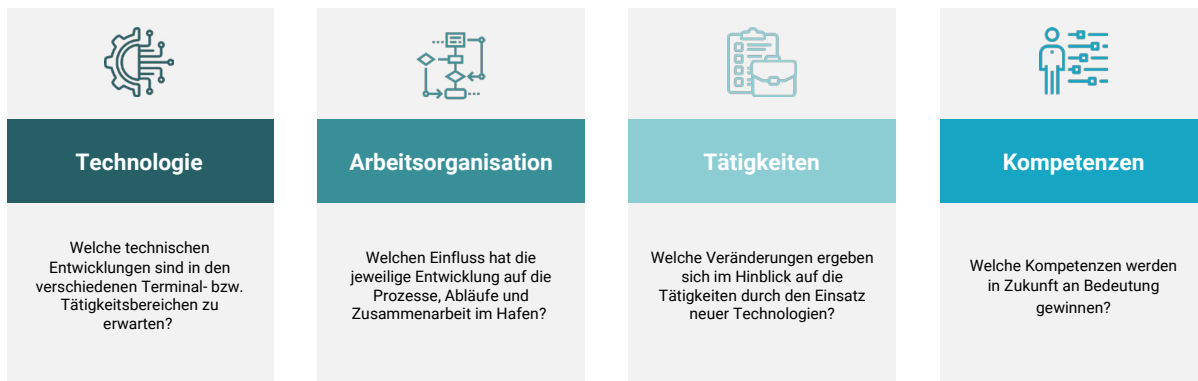 Technologie
Welche technischen
Entwicklungen sind in den
verschiedenen Terminal- bzw.
Tätigkeitsbereichen zu
erwarten?
Arbeitsorganisation
Welchen Einfluss hat die
jeweilige Entwicklung auf die
Prozesse, Abläufe und
Zusammenarbeit im Hafen?
Tätigkeiten
Welche Veränderungen ergeben
sich im Hinblick auf die
Tätigkeiten durch den Einsatz
neuer Technologien?
Kompetenzen
Welche Kompetenzen werden
in Zukunft an Bedeutung
gewinnen?